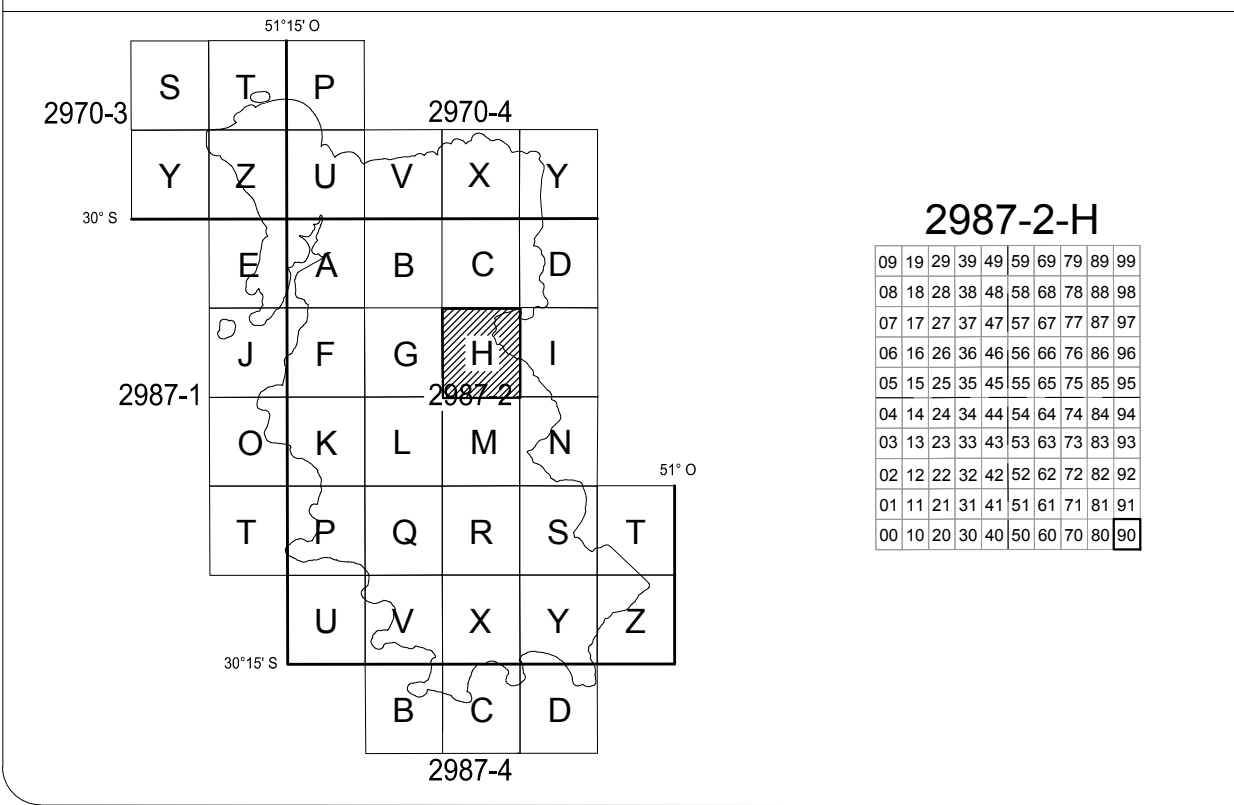 51°15' O
S T P
2970-3
2970-4
Y Z U V X Y
30° S
E A B C D
J F G H I
2987-1
2987-2
O K L M N
51° O
T P Q R S T
U V X Y Z
30°15' S
B C D
2987-4
2987-2-H
09 19 29 39 49 59 69 79 89 99
08 18 28 38 48 58 68 78 88 98
07 17 27 37 47 57 67 77 87 97
06 16 26 36 46 56 66 76 86 96
05 15 25 35 45 55 65 75 85 95
04 14 24 34 44 54 64 74 84 94
03 13 23 33 43 53 63 73 83 93
02 12 22 32 42 52 62 72 82 92
01 11 21 31 41 51 61 71 81 91
00 10 20 30 40 50 60 70 80 90